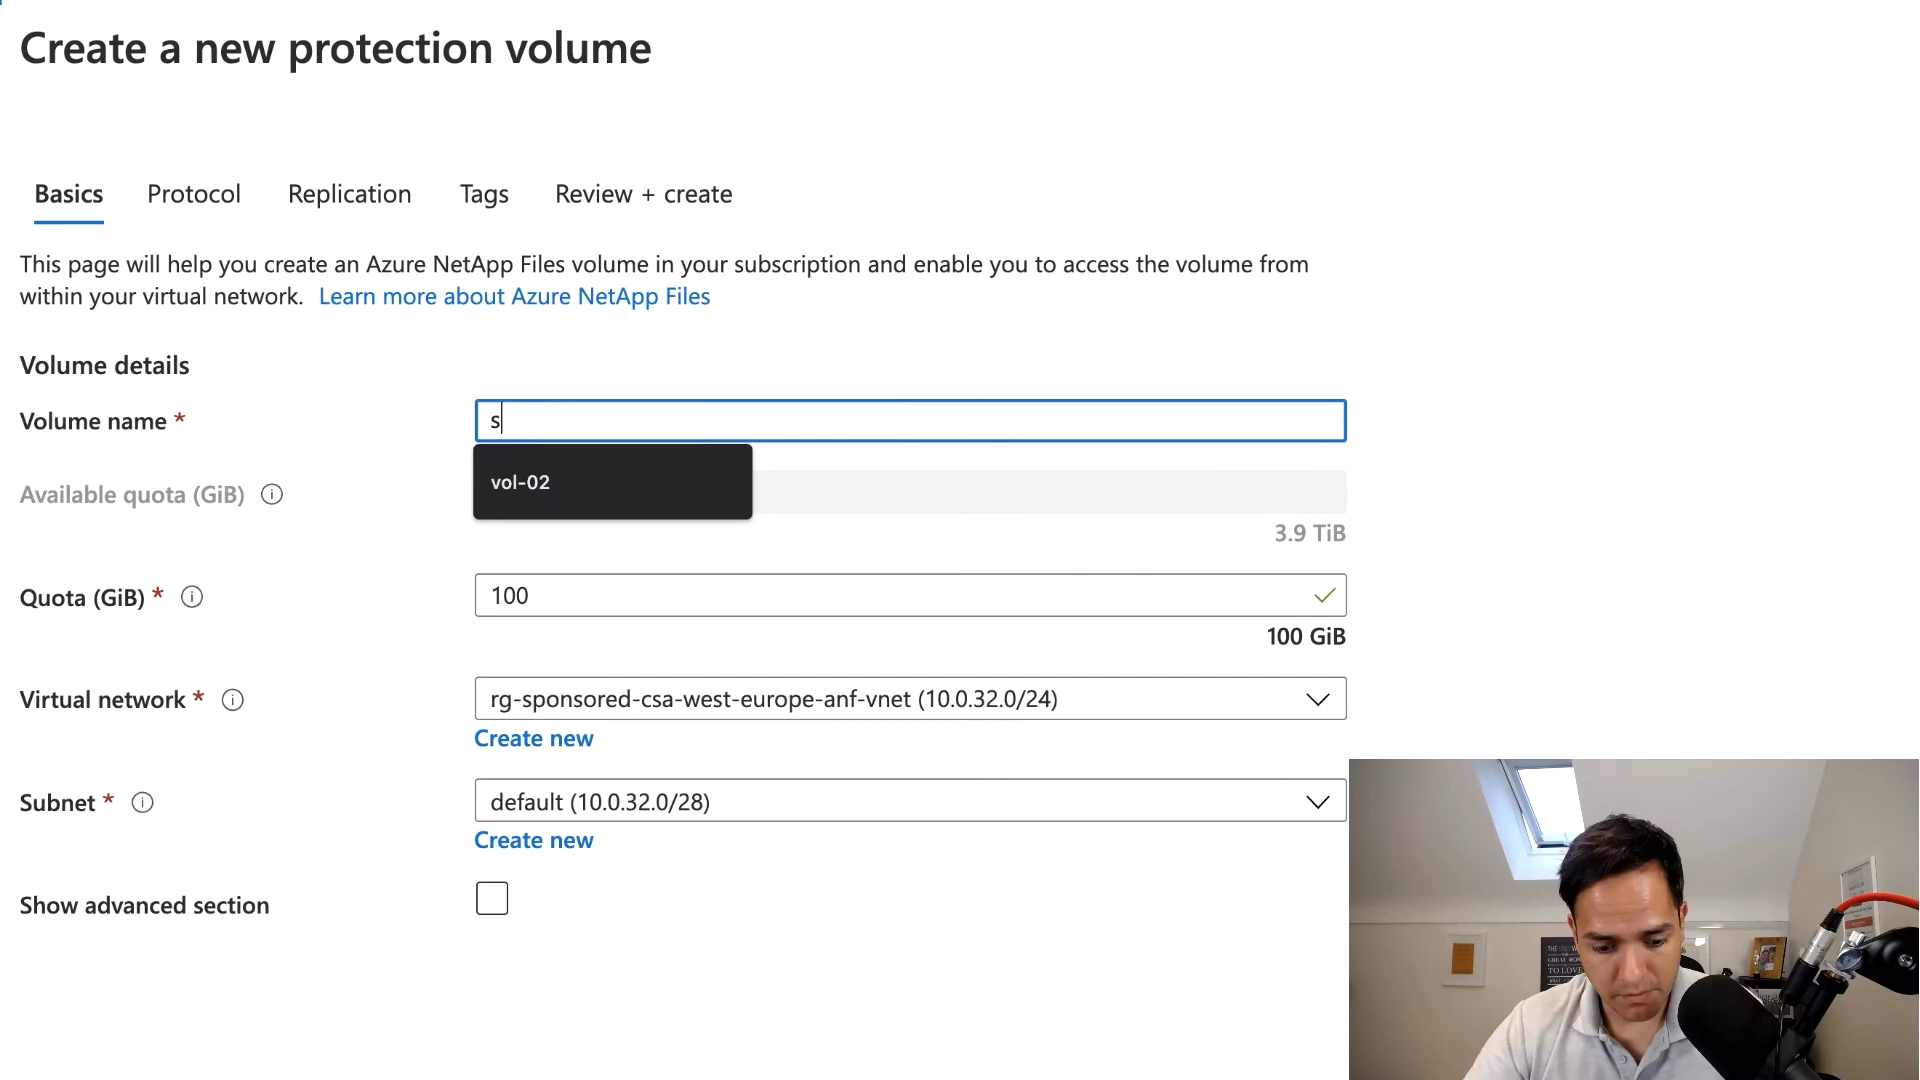 Create a new protection volume
Basics Protocol Replication Tags Review + create
This page will help you create an Azure NetApp Files volume in your subscription and enable you to access the volume from
within your virtual network. Learn more about Azure NetApp Files
Volume details
Volume name *
s
vol-02
Available quota (GiB)
3.9 TiB
Quota (GiB) *
100
100 GiB
Virtual network *
rg-sponsored-csa-west-europe-anf-vnet (10.0.32.0/24)
Create new
Subnet *
default (10.0.32.0/28)
Create new
Show advanced section
GREAT
TO LOVE